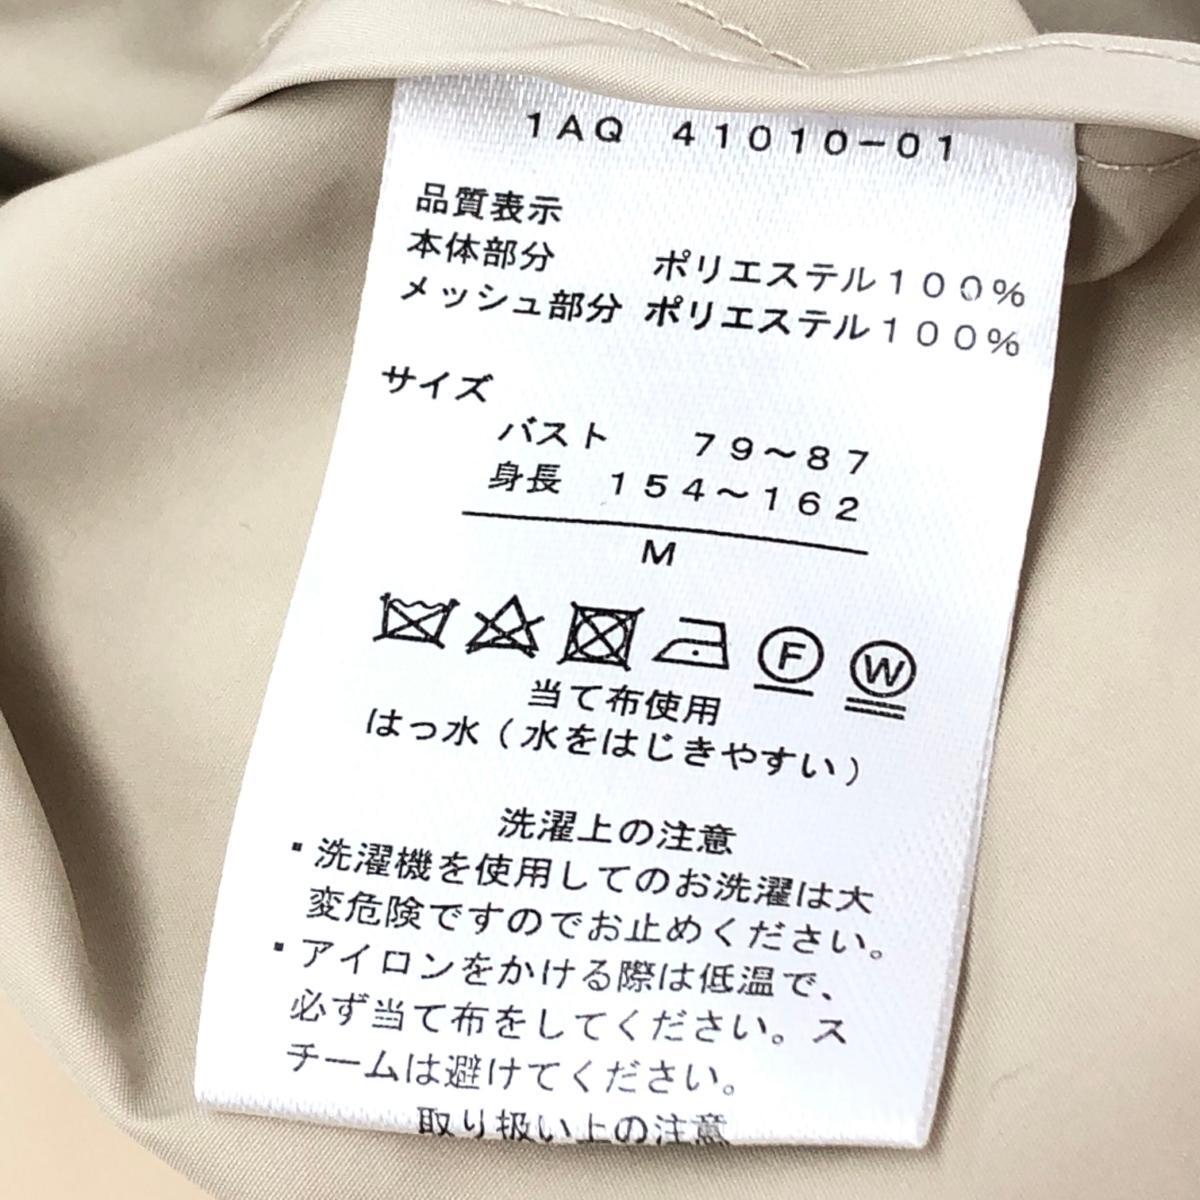 1AQ 41010-01
品質表示
本体部分 ポリエステル100%
メッシュ部分 ポリエステル100%
サイズ
バスト 79~87
身長 154~162
M
F W
当て布使用
はっ水(水をはじきやすい)
洗濯上の注意
▪洗濯機を使用してのお洗濯は大
変危険ですのでお止めください。
▪アイロンをかける際は低温で、
必ず当て布をしてください。ス
チームは避けてください。
取り扱い上の注意